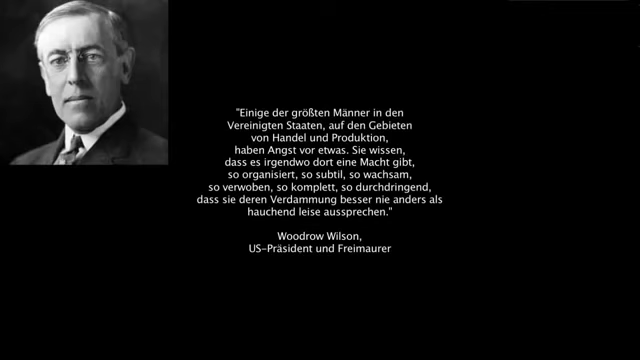 "Einige der größten Männer in den
Vereinigten Staaten, auf den Gebieten
von Handel und Produktion,
haben Angst vor etwas. Sie wissen,
dass es irgendwo dort eine Macht gibt,
so organisiert, so subtil, so wachsam,
so verwoben, so komplett, so durchdringend,
dass sie deren Verdammung besser nie anders als
hauchend leise aussprechen."
Woodrow Wilson,
US-Präsident und Freimaurer